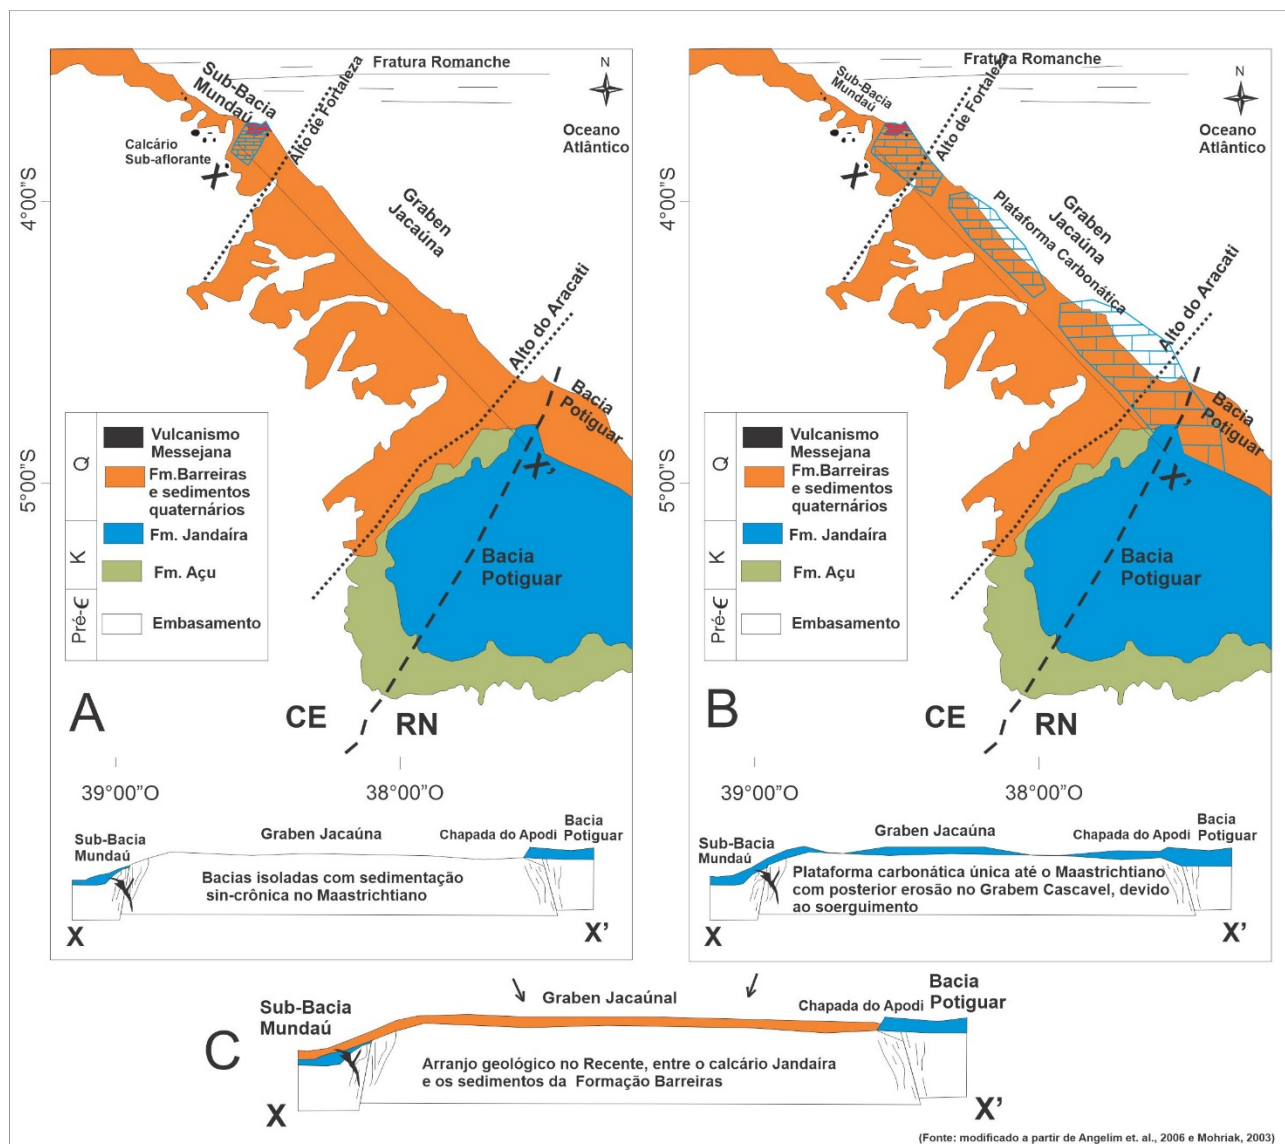 Fratura Romanche
N
Sub-Bacia
Mundaú
Alto de Fortaleza
Oceano
Atlântico
Calcário
Sub-aflorante
X
4°00"S
Graben
Jacaúna
Alto do Aracati
Bacia
Potiguar
Q
Vulcanismo
Messejana
Fm.Barreiras
e sedimentos
quaternários
K
Fm. Jandaíra
Fm. Açu
Pré-Є
Embasamento
5°00"S
X'
Bacia
Potiguar
A
CE
RN
39°00"O
38°00"O
Sub-Bacia
Mundaú
Graben Jacaúna
Chapada do Apodi
Bacia
Potiguar
Bacias isoladas com sedimentação
sin-crônica no Maastrichtiano
X
X'
Fratura Romanche
N
Sub-Bacia
Mundaú
Alto de Fortaleza
Oceano
Atlântico
X
4°00"S
Graben
Jacaúna
Plataforma Carbonática
Alto do Aracati
Bacia
Potiguar
Q
Vulcanismo
Messejana
Fm.Barreiras
e sedimentos
quaternários
K
Fm. Jandaíra
Fm. Açu
Pré-Є
Embasamento
5°00"S
X'
Bacia
Potiguar
B
CE
RN
39°00"O
38°00"O
Sub-Bacia
Mundaú
Graben Jacaúna
Chapada do Apodi
Bacia
Potiguar
Plataforma carbonática única até o Maastrichtiano
com posterior erosão no Grabem Cascavel, devido
ao soerguimento
X
X'
C
Sub-Bacia
Mundaú
Graben Jacaúnal
Chapada do Apodi
Bacia
Potiguar
Arranjo geológico no Recente, entre o calcário Jandaíra
e os sedimentos da Formação Barreiras
X
X'
(Fonte: modificado a partir de Angelim et. al., 2006 e Mohriak, 2003)